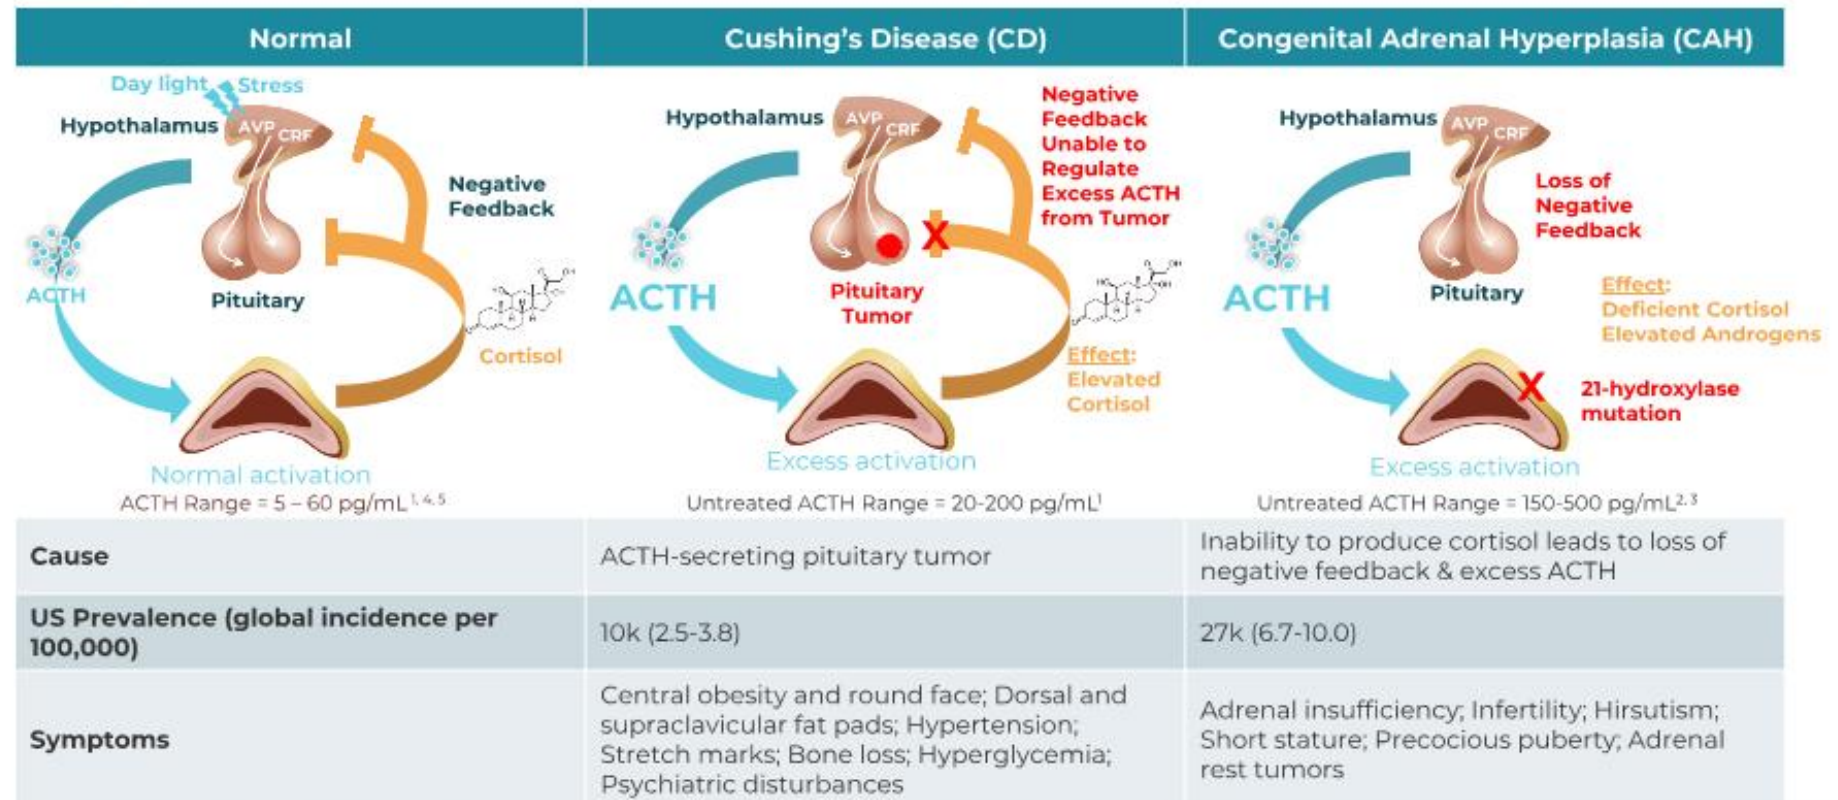 Normal
Cushing's Disease (CD)
Congenital Adrenal Hyperplasia (CAH)
Day light
Stress
Hypothalamus
AVP
CRF
Negative
Feedback
ACTH
Pituitary
Cortisol
Normal activation
ACTH Range = 5 – 60 pg/mL1, 4, 5
Hypothalamus
AVP
CRF
Negative
Feedback
Unable to
Regulate
Excess ACTH
from Tumor
X
ACTH
Pituitary
Tumor
Effect:
Elevated
Cortisol
Excess activation
Untreated ACTH Range = 20-200 pg/mL1
Hypothalamus
AVP
CRF
Loss of
Negative
Feedback
ACTH
Pituitary
Effect:
Deficient Cortisol
Elevated Androgens
X
21-hydroxylase
mutation
Excess activation
Untreated ACTH Range = 150-500 pg/mL2, 3
Cause
ACTH-secreting pituitary tumor
Inability to produce cortisol leads to loss of
negative feedback & excess ACTH
US Prevalence (global incidence per
100,000)
10k (2.5-3.8)
27k (6.7-10.0)
Symptoms
Central obesity and round face; Dorsal and
supraclavicular fat pads; Hypertension;
Stretch marks; Bone loss; Hyperglycemia;
Psychiatric disturbances
Adrenal insufficiency; Infertility; Hirsutism;
Short stature; Precocious puberty; Adrenal
rest tumors